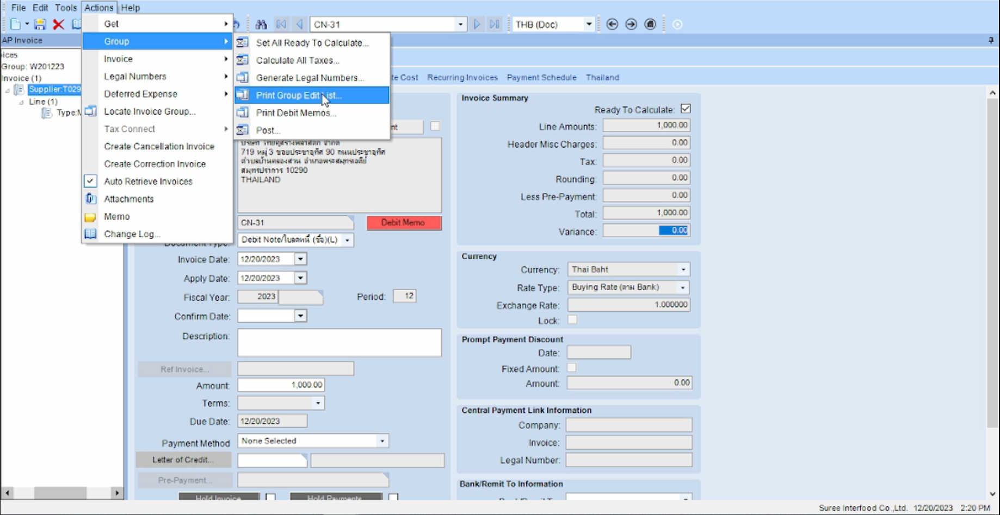 File Edit Tools Actions Help
CN-31
THB (Doc)
AP Invoice
ices
Group: W201223
Invoice (1)
Supplier:T029
Line (1)
Type:M
Get
Group
Invoice
Legal Numbers
Deferred Expense
Locate Invoice Group...
Tax Connect
Create Cancellation Invoice
Create Correction Invoice
Auto Retrieve Invoices
Attachments
Memo
Change Log...
Set All Ready To Calculate...
Calculate All Taxes...
Generate Legal Numbers...
Print Group Edit List...
Print Debit Memos...
Post...
te Cost Recurring Invoices Payment Schedule Thailand
nt
719 หมู่ 3 ซอยประชาอุทิศ 90 ถนนประชาอุทิศ
ตำบลบ้านคลองสวน อำเภอพระสมุทรเจดีย์
สมุทรปราการ 10290
THAILAND
CN-31
Debit Memo
Document Type:
Debit Note/ใบลดหนี้ (ซื้อ)(L)
Invoice Date: 12/20/2023
Apply Date: 12/20/2023
Fiscal Year: 2023
Period: 12
Confirm Date:
Description:
Ref Invoice...
Amount: 1,000.00
Terms:
Due Date: 12/20/2023
Payment Method None Selected
Letter of Credit...
Pre-Payment...
Hold Invoice
Hold Payments
Invoice Summary
Ready To Calculate:
Line Amounts: 1,000.00
Header Misc Charges: 0.00
Tax: 0.00
Rounding: 0.00
Less Pre-Payment: 0.00
Total: 1,000.00
Variance: 0.00
Currency
Currency: Thai Baht
Rate Type: Buying Rate (ตาม Bank)
Exchange Rate: 1.000000
Lock:
Prompt Payment Discount
Date:
Fixed Amount:
Amount: 0.00
Central Payment Link Information
Company:
Invoice:
Legal Number:
Bank/Remit To Information
Suree Interfood Co.,Ltd. 12/20/2023 2:20 PM